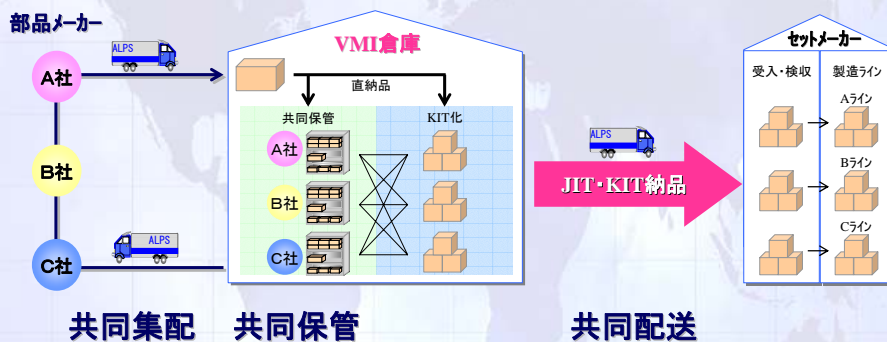 部品メーカー
ALPS
A社
B社
C社
ALPS
VMI倉庫
直納品
共同保管
KIT化
A社
B社
C社
ALPS
JIT・KIT納品
セットメーカー
受入・検収
製造ライン
Aライン
Bライン
Cライン
共同集配
共同保管
共同配送